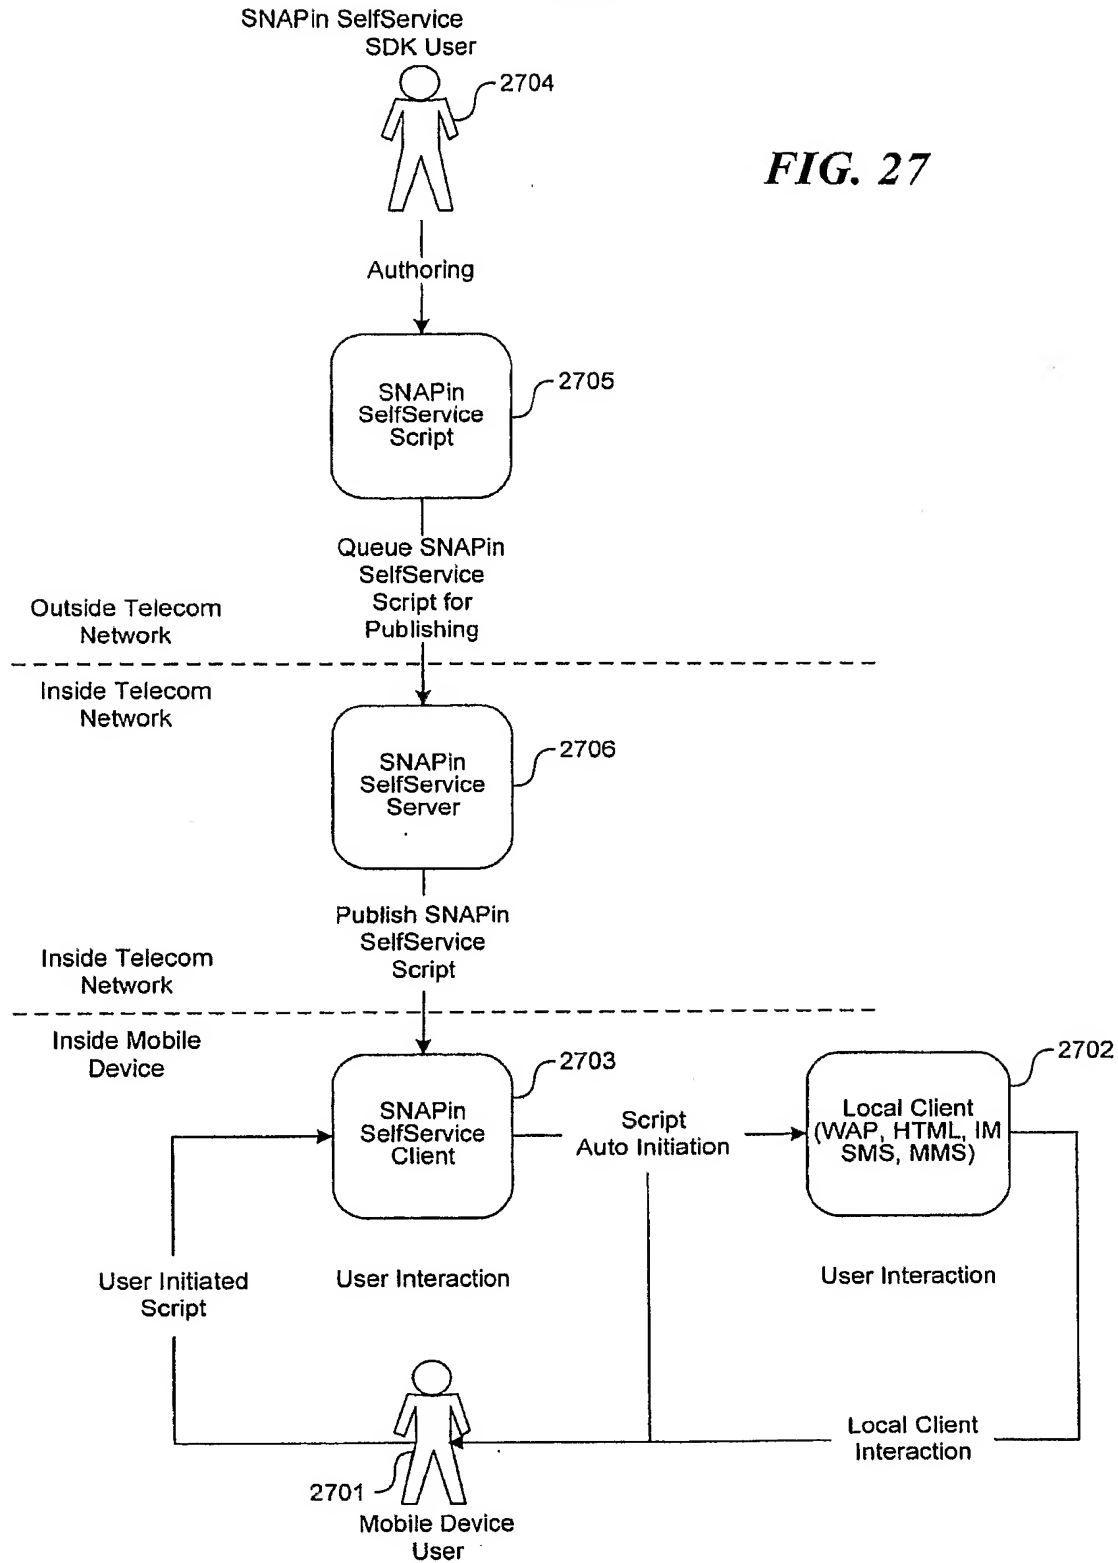 SNAPin SelfService
SDK User
2704
FIG. 27
Authoring
SNAPin
SelfService
Script
2705
Queue SNAPin
SelfService
Script for
Publishing
Outside Telecom
Network
Inside Telecom
Network
SNAPin
SelfService
Server
2706
Publish SNAPin
SelfService
Script
Inside Telecom
Network
Inside Mobile
Device
SNAPin
SelfService
Client
2703
Script
Auto Initiation
Local Client
(WAP, HTML, IM
SMS, MMS)
2702
User Initiated
Script
User Interaction
User Interaction
Local Client
Interaction
2701
Mobile Device
User